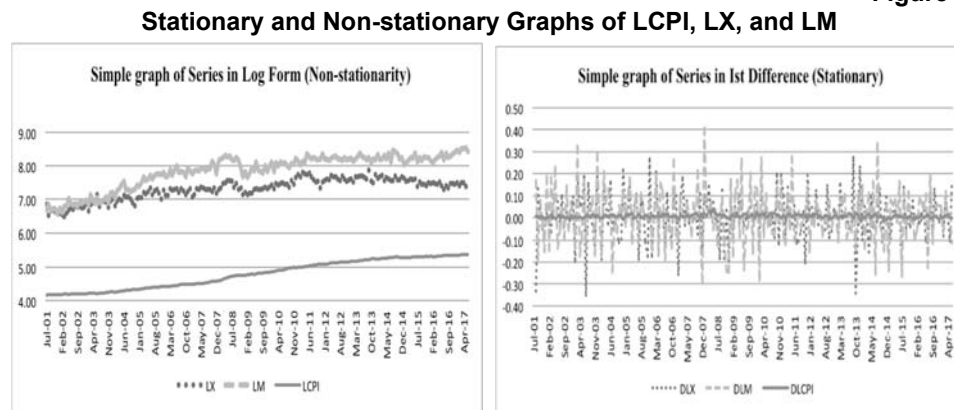 Figure
Stationary and Non-stationary Graphs of LCPI, LX, and LM
Simple graph of Series in Log Form (Non-stationarity)
9.00
8.00
7.00
6.00
5.00
4.00
Jul-01
Feb-02
Sep-02
Apr-03
Nov-03
Jun-04
Jan-05
Aug-05
Mar-06
Oct-06
May-07
Dec-07
Jul-08
Feb-09
Sep-09
Apr-10
Nov-10
Jun-11
Jan-12
Aug-12
Mar-13
Oct-13
May-14
Dec-14
Jul-15
Feb-16
Sep-16
Apr-17
LX LM LCPI
Simple graph of Series in Ist Difference (Stationary)
0.50
0.40
0.30
0.20
0.10
0.00
-0.10
-0.20
-0.30
-0.40
Jul-01
Feb-02
Sep-02
Apr-03
Nov-03
Jun-04
Jan-05
Aug-05
Mar-06
Oct-06
May-07
Dec-07
Jul-08
Feb-09
Sep-09
Apr-10
Nov-10
Jun-11
Jan-12
Aug-12
Mar-13
Oct-13
May-14
Dec-14
Jul-15
Feb-16
Sep-16
Apr-17
DLX DLM DLCPI